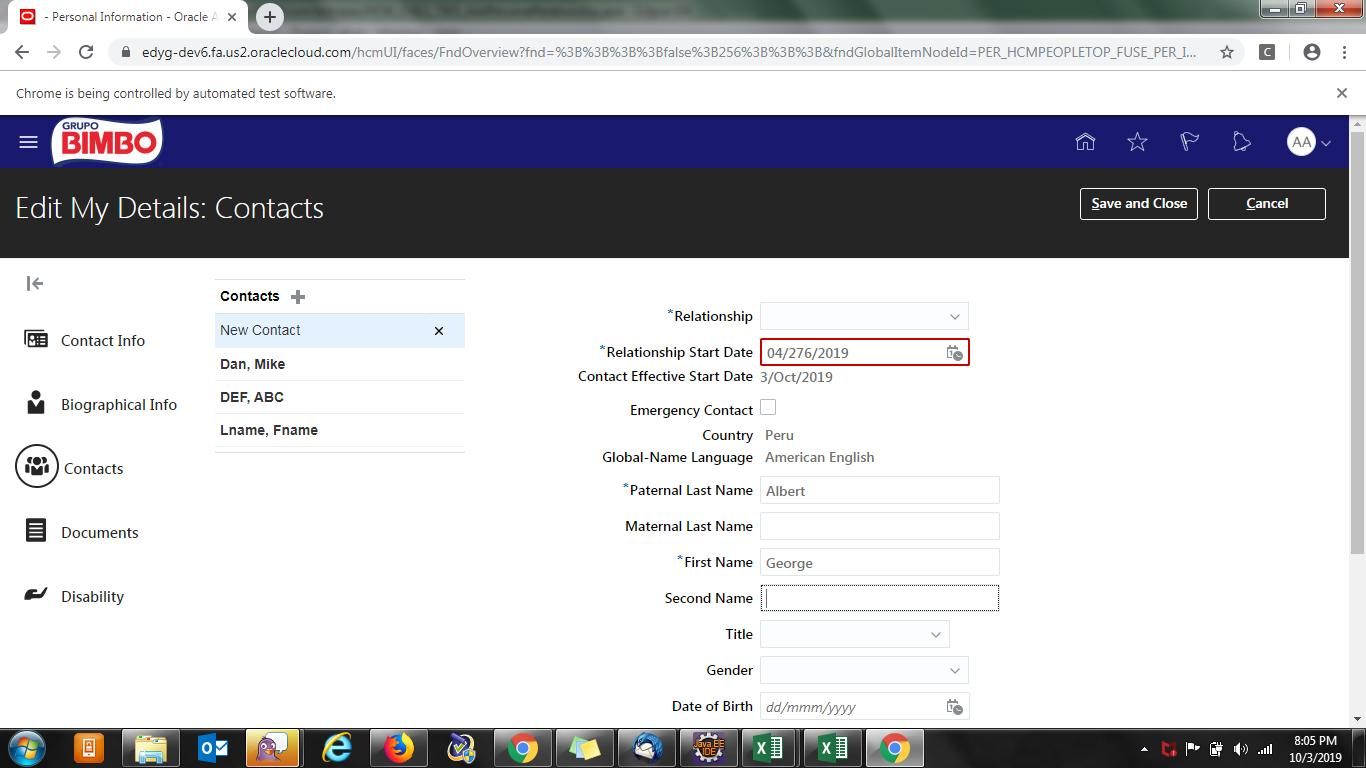 - Personal Information - Oracle A
edyg-dev6.fa.us2.oraclecloud.com/hcmUI/faces/FndOverview?fnd=%3B%3B%3B%3Bfalse%3B256%3B%3B%3B&fndGlobalItemNodeId=PER_HCMPEOPLETOP_FUSE_PER_I...
C
Chrome is being controlled by automated test software.
GRUPO
BIMBO
AA
Edit My Details: Contacts
Save and Close
Cancel
Contact Info
Biographical Info
Contacts
Documents
Disability
Contacts
New Contact
Dan, Mike
DEF, ABC
Lname, Fname
*Relationship
*Relationship Start Date 04/276/2019
Contact Effective Start Date 3/Oct/2019
Emergency Contact
Country Peru
Global-Name Language American English
*Paternal Last Name Albert
Maternal Last Name
*First Name George
Second Name
Title
Gender
Date of Birth dd/mmm/yyyy
Java EE
IDE
8:05 PM
10/3/2019